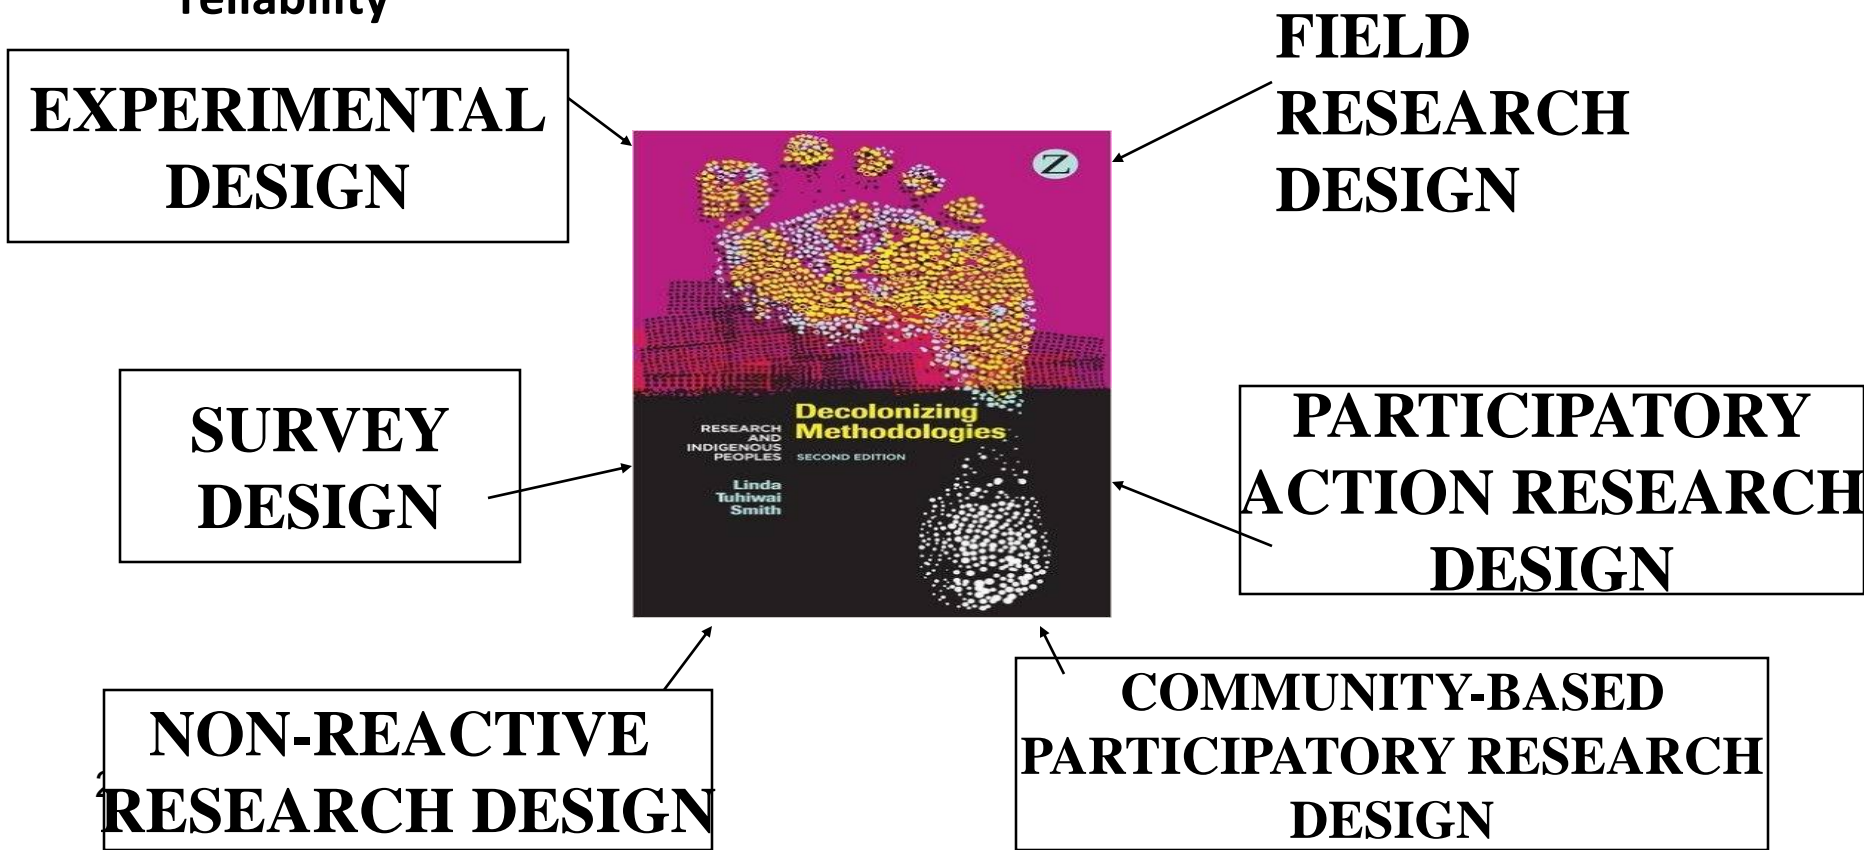 reliability
EXPERIMENTAL
DESIGN
FIELD
RESEARCH
DESIGN
Z
Decolonizing
Methodologies
RESEARCH
AND
INDIGENOUS
PEOPLES
SECOND EDITION
Linda
Tuhiwai
Smith
SURVEY
DESIGN
PARTICIPATORY
ACTION RESEARCH
DESIGN
NON-REACTIVE
RESEARCH DESIGN
COMMUNITY-BASED
PARTICIPATORY RESEARCH
DESIGN